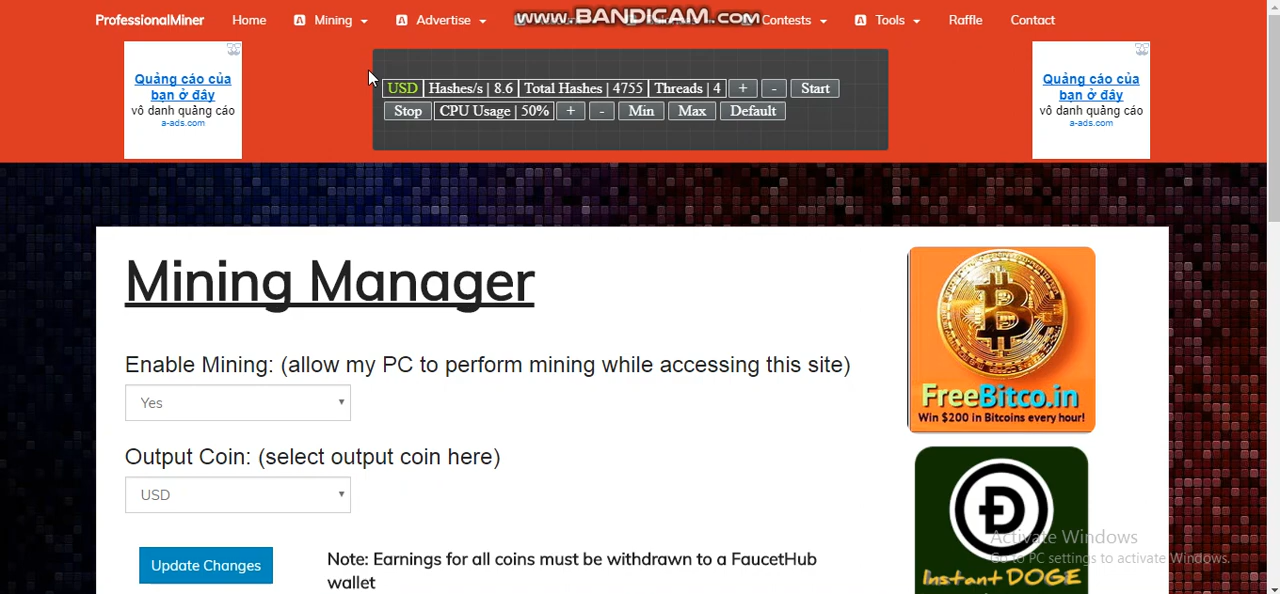 ProfessionalMiner Home Mining Advertise Contests Tools Raffle Contact
www.BANDICAM.com
Quảng cáo của
bạn ở đây
vô danh quảng cáo
a-ads.com
USD Hashes/s | 8.6 Total Hashes | 4755 Threads | 4 + - Start
Stop CPU Usage | 50% + - Min Max Default
Quảng cáo của
bạn ở đây
vô danh quảng cáo
a-ads.com
Mining Manager
Enable Mining: (allow my PC to perform mining while accessing this site)
Yes
Output Coin: (select output coin here)
USD
Update Changes
Note: Earnings for all coins must be withdrawn to a FaucetHub
wallet
FreeBitco.in
Win $200 in Bitcoins every hour!
Instant DOGE
Activate Windows
Go to PC settings to activate Windows.